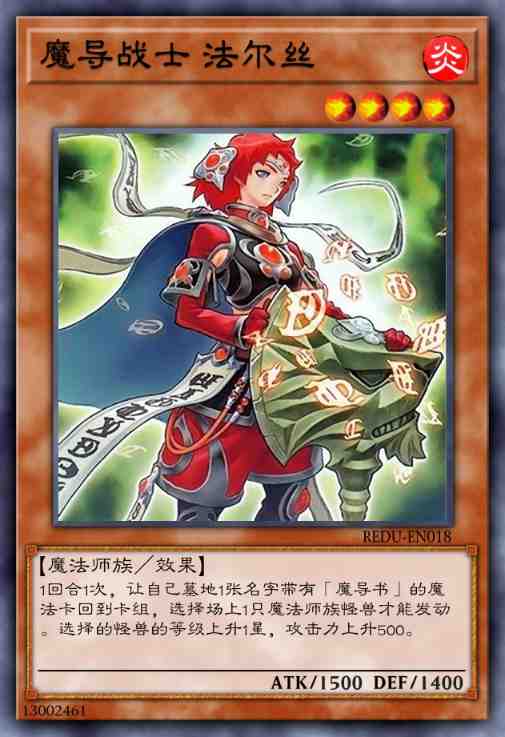 魔导战士 法尔丝
炎
REDU-EN018
【魔法师族／效果】
1回合1次，让自己墓地1张名字带有「魔导书」的魔
法卡回到卡组，选择场上1只魔法师族怪兽才能发动
。选择的怪兽的等级上升1星，攻击力上升500。
ATK/1500 DEF/1400
13002461